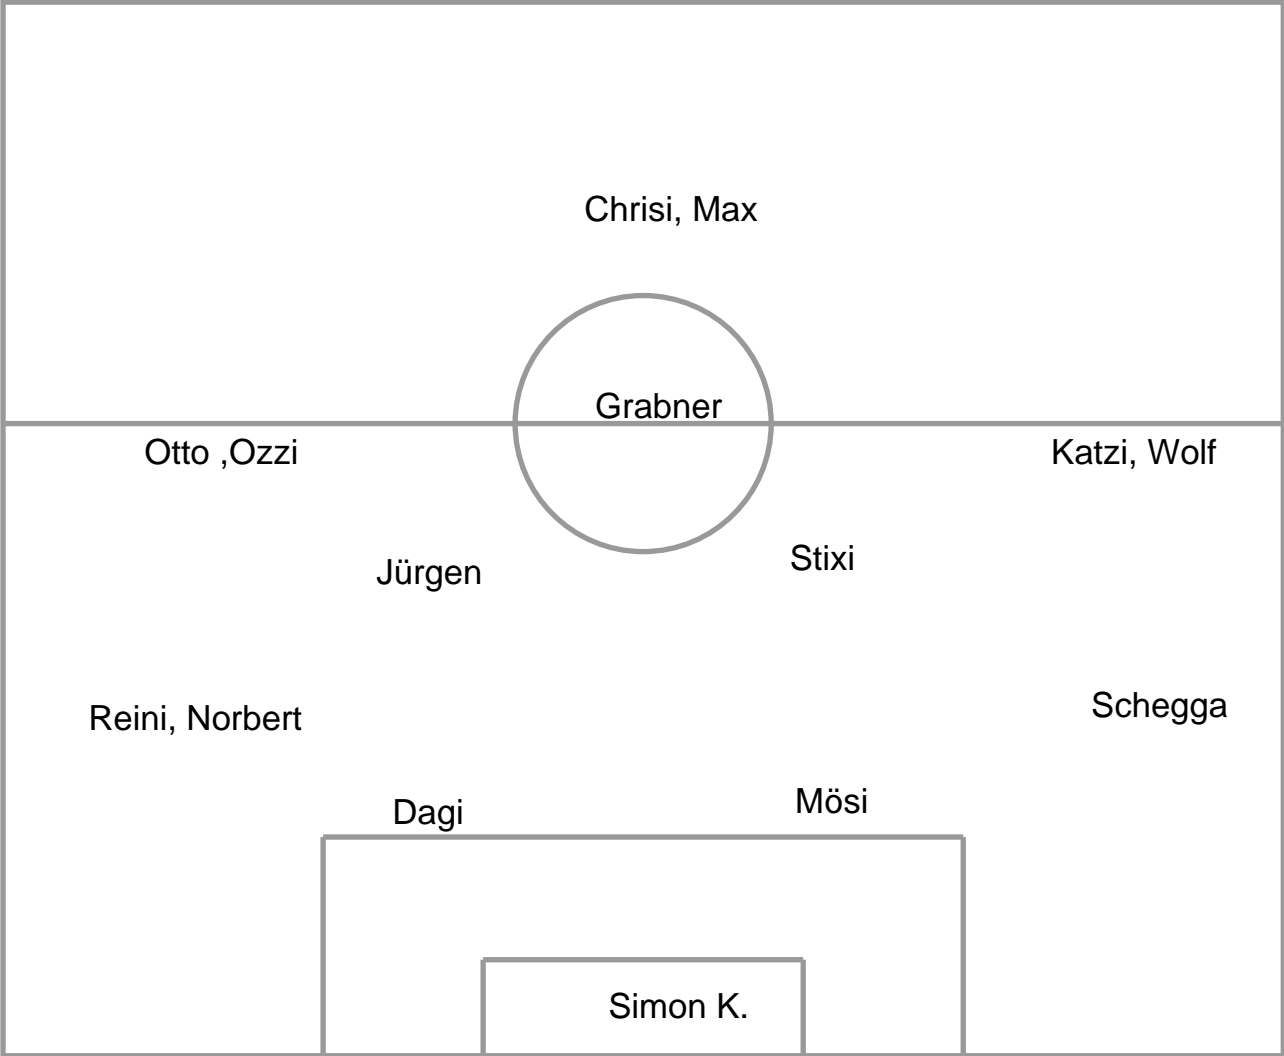 Chrisi, Max
Grabner
Otto ,Ozzi
Katzi, Wolf
Jürgen
Stixi
Reini, Norbert
Schegga
Dagi
Mösi
Simon K.